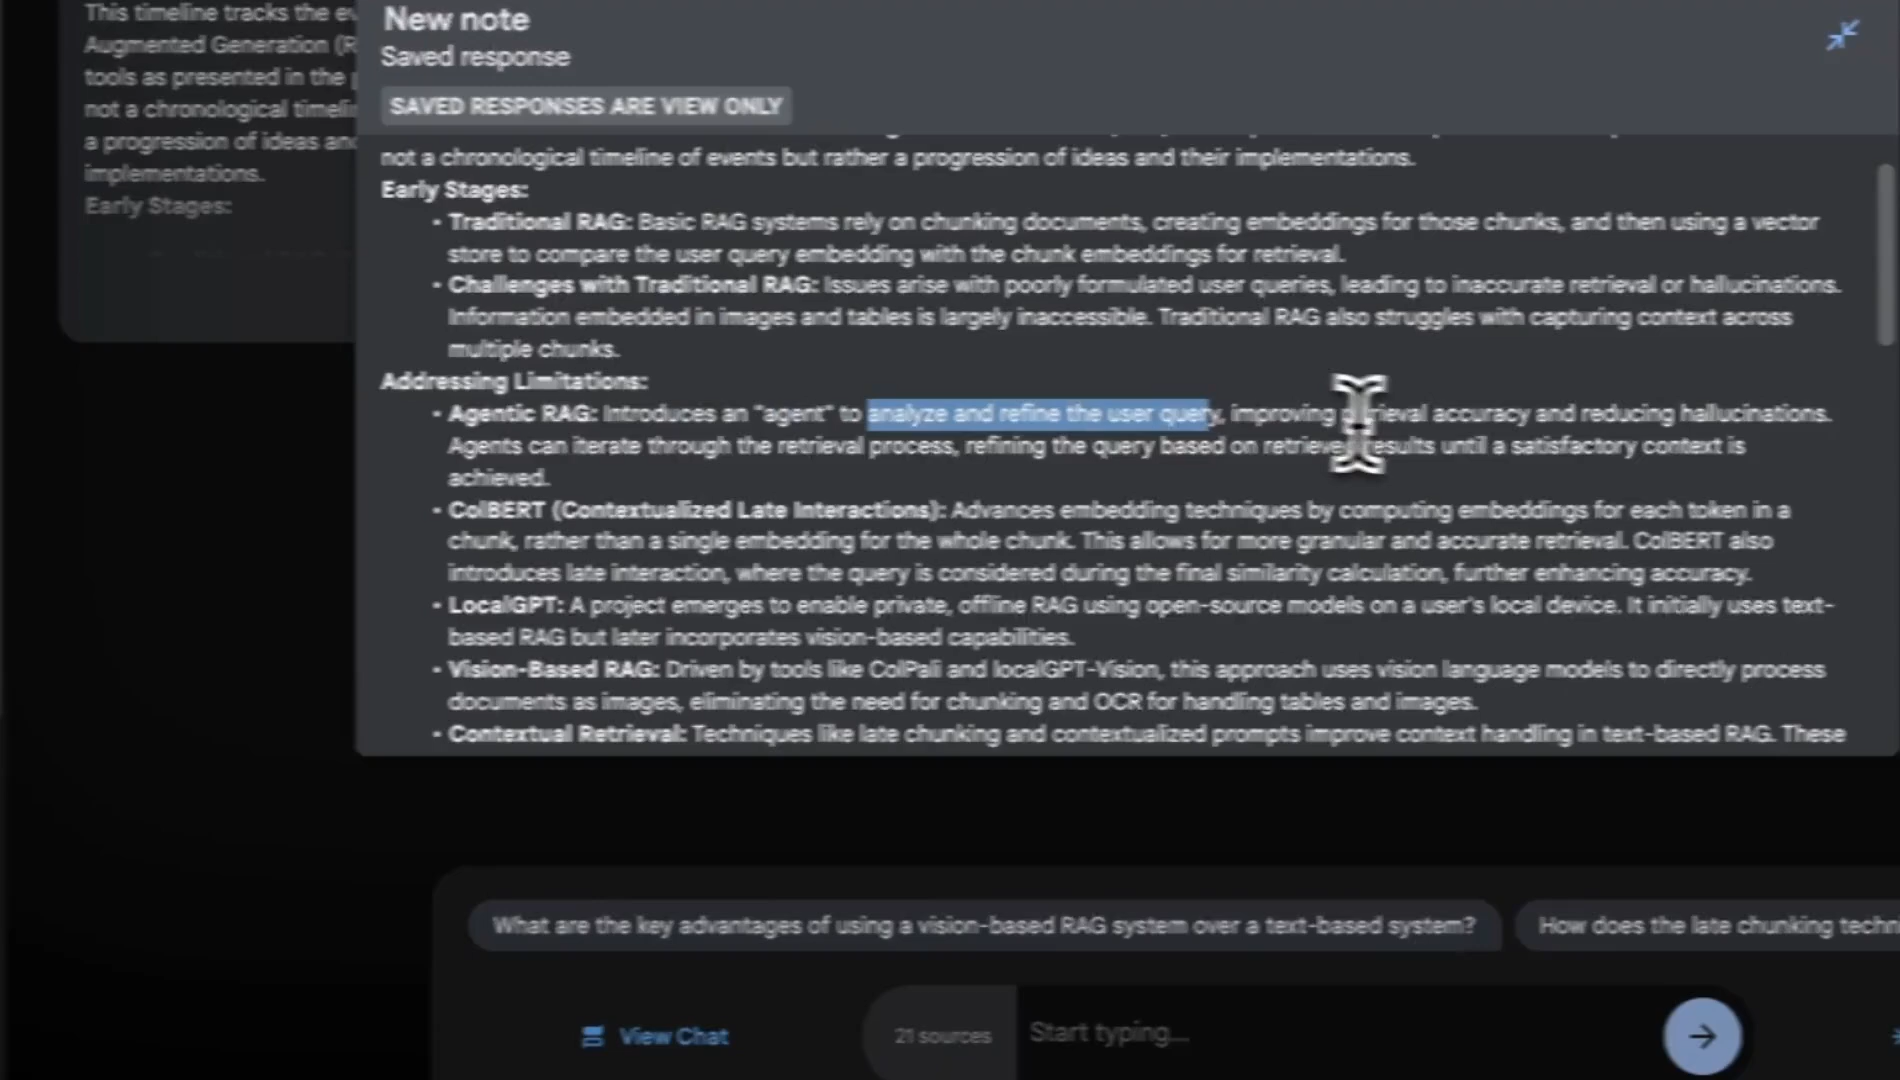 This timeline tracks the ev
Augmented Generation (R
tools as presented in the p
not a chronological timelin
a progression of ideas and
implementations.
Early Stages:
New note
Saved response
SAVED RESPONSES ARE VIEW ONLY
not a chronological timeline of events but rather a progression of ideas and their implementations.
Early Stages:
• Traditional RAG: Basic RAG systems rely on chunking documents, creating embeddings for those chunks, and then using a vector
store to compare the user query embedding with the chunk embeddings for retrieval.
• Challenges with Traditional RAG: Issues arise with poorly formulated user queries, leading to inaccurate retrieval or hallucinations.
Information embedded in images and tables is largely inaccessible. Traditional RAG also struggles with capturing context across
multiple chunks.
Addressing Limitations:
• Agentic RAG: Introduces an "agent" to analyze and refine the user query, improving retrieval accuracy and reducing hallucinations.
Agents can iterate through the retrieval process, refining the query based on retrieved results until a satisfactory context is
achieved.
• ColBERT (Contextualized Late Interactions): Advances embedding techniques by computing embeddings for each token in a
chunk, rather than a single embedding for the whole chunk. This allows for more granular and accurate retrieval. ColBERT also
introduces late interaction, where the query is considered during the final similarity calculation, further enhancing accuracy.
• LocalGPT: A project emerges to enable private, offline RAG using open-source models on a user's local device. It initially uses text-
based RAG but later incorporates vision-based capabilities.
• Vision-Based RAG: Driven by tools like ColPali and localGPT-Vision, this approach uses vision language models to directly process
documents as images, eliminating the need for chunking and OCR for handling tables and images.
• Contextual Retrieval: Techniques like late chunking and contextualized prompts improve context handling in text-based RAG. These
What are the key advantages of using a vision-based RAG system over a text-based system?
How does the late chunking techn
View Chat
21 sources
Start typing...